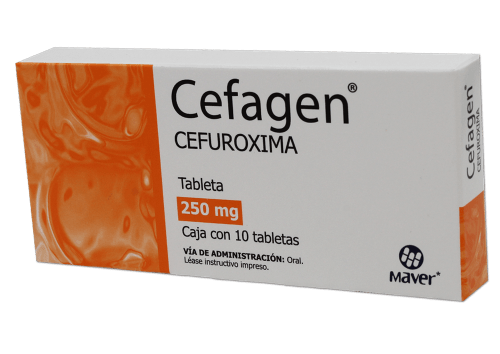 Cefagen®
CEFUROXIMA
Tableta
250 mg
Caja con 10 tabletas
VÍA DE ADMINISTRACIÓN: Oral.
Léase instructivo impreso.
Maver*
Cefagen®
CEFUROXIMA